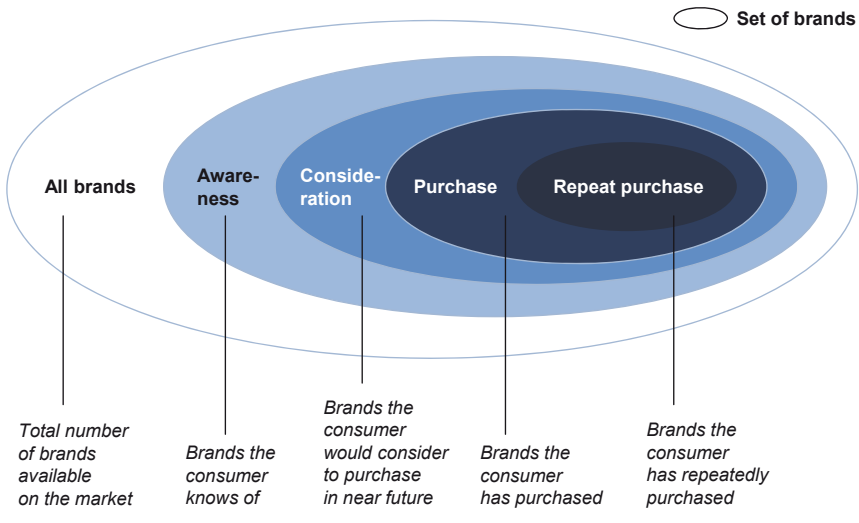 Set of brands
All brands
Aware-
ness
Conside-
ration
Purchase
Repeat purchase
Total number
of brands
available
on the market
Brands the
consumer
knows of
Brands the
consumer
would consider
to purchase
in near future
Brands the
consumer
has purchased
Brands the
consumer
has repeatedly
purchased